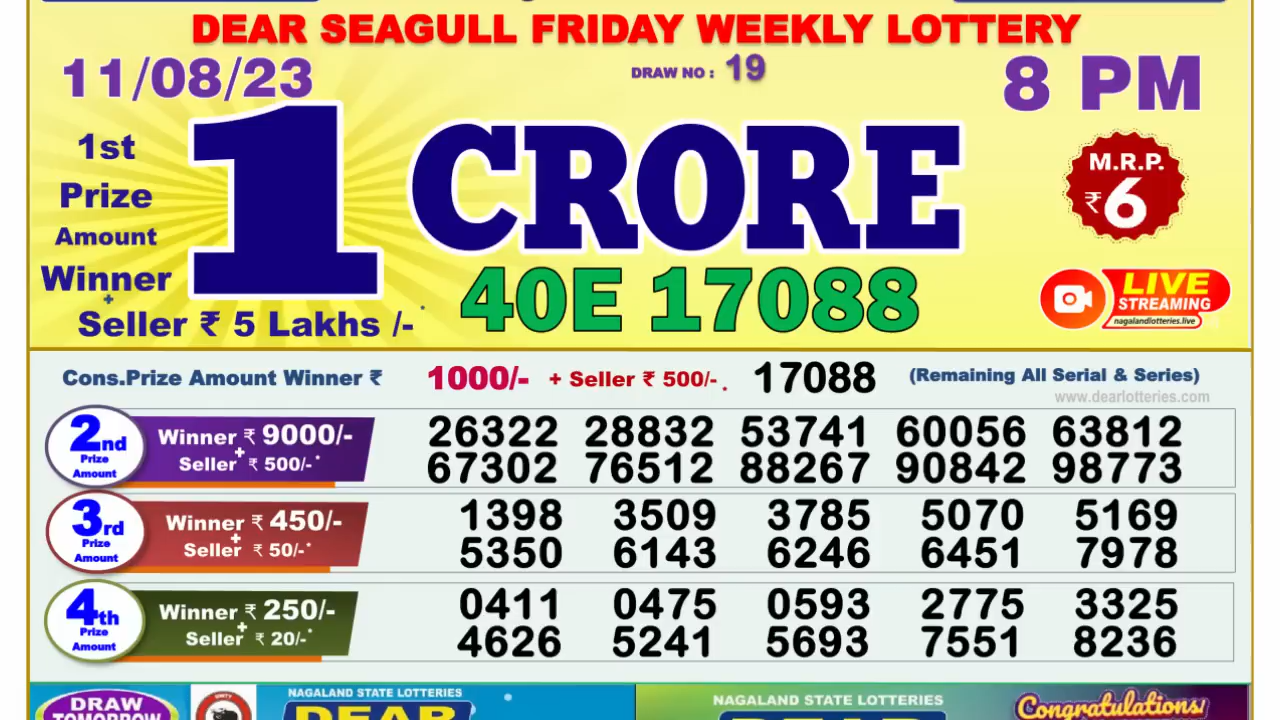 DEAR SEAGULL FRIDAY WEEKLY LOTTERY
11/08/23
DRAW NO : 19
8 PM
1st
Prize
Amount
Winner
+
Seller ₹ 5 Lakhs /-
1 CRORE
40E 17088
M.R.P.
₹ 6
LIVE
STREAMING
nagalandlotteries.live
Cons.Prize Amount Winner ₹ 1000/- + Seller ₹ 500/- . 17088 (Remaining All Serial & Series)
www.dearlotteries.com
2nd
Prize
Amount
Winner ₹ 9000/-
+
Seller ₹ 500/-*
26322 28832 53741 60056 63812
67302 76512 88267 90842 98773
3rd
Prize
Amount
Winner ₹ 450/-
+
Seller ₹ 50/-*
1398 3509 3785 5070 5169
5350 6143 6246 6451 7978
4th
Prize
Amount
Winner ₹ 250/-
+
Seller ₹ 20/-*
0411 0475 0593 2775 3325
4626 5241 5693 7551 8236
DRAW
TOMORROW
UNITY
NAGALAND STATE LOTTERIES
DEAR
NAGALAND STATE LOTTERIES
DEAR
Congratulations!